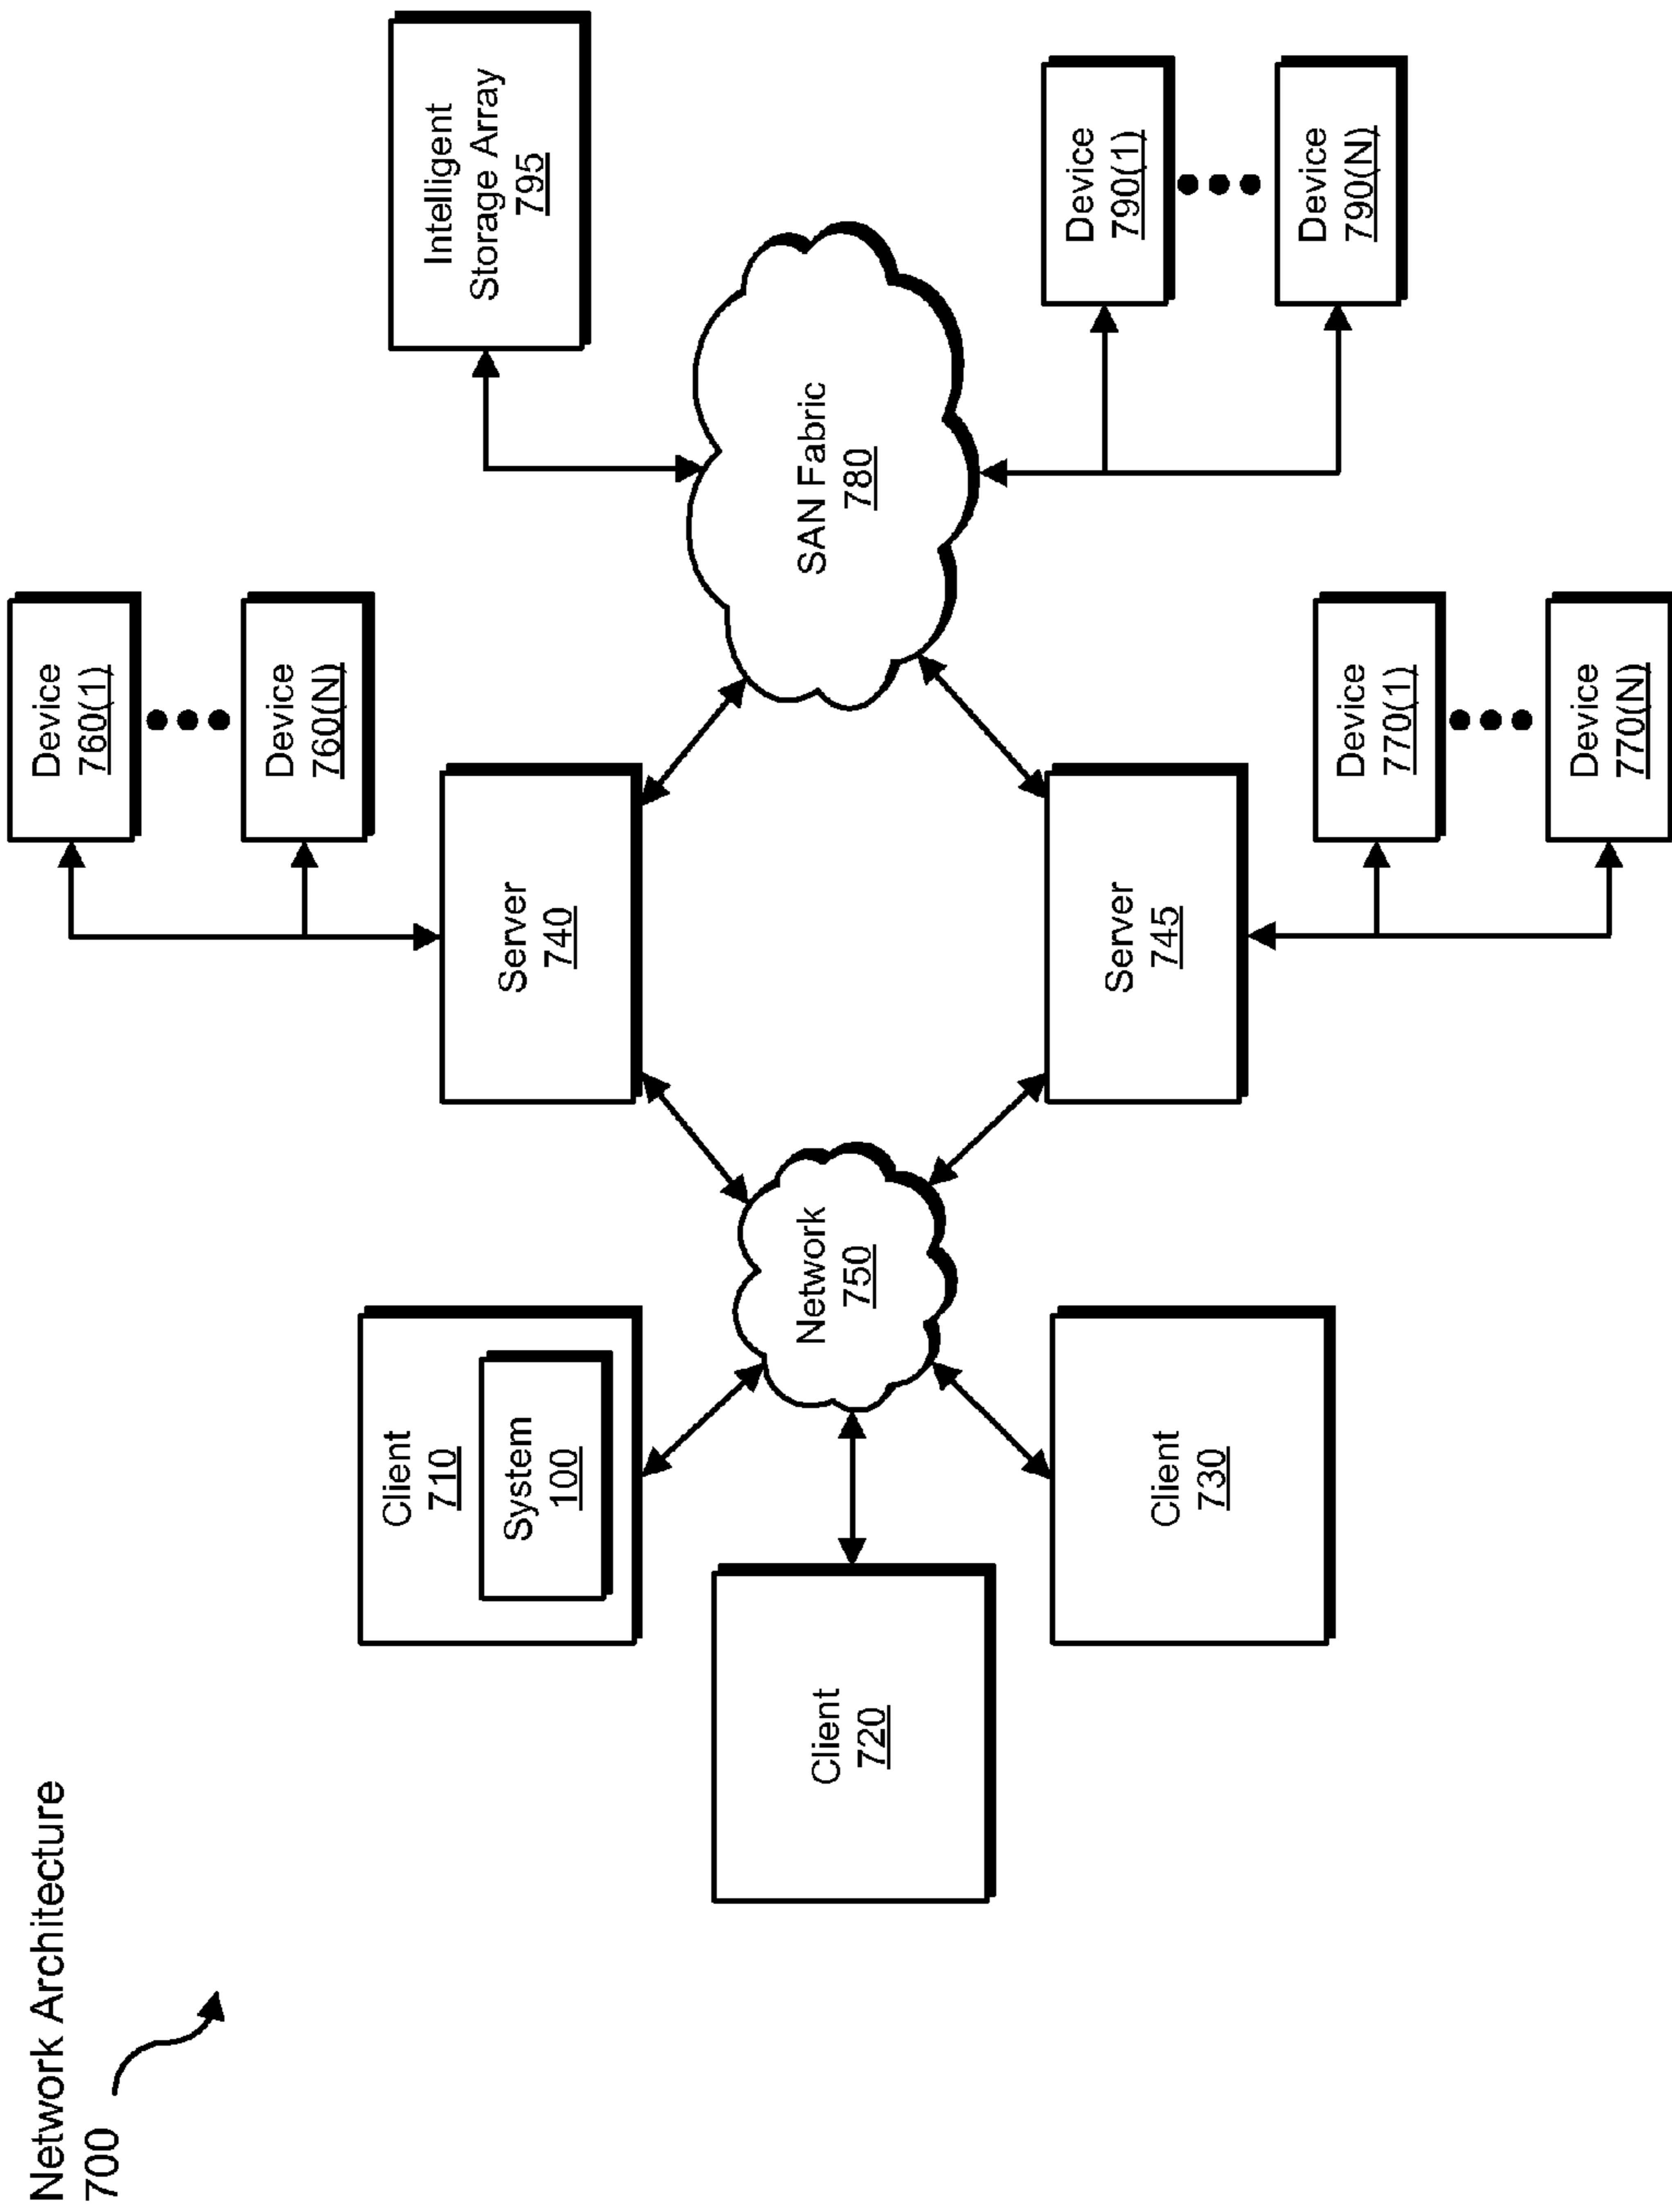 Network Architecture
700
Device
760(1)
Device
760(N)
Intelligent
Storage Array
795
Client
710
System
100
Server
740
Client
720
Network
750
SAN Fabric
780
Client
730
Server
745
Device
790(1)
Device
790(N)
Device
770(1)
Device
770(N)